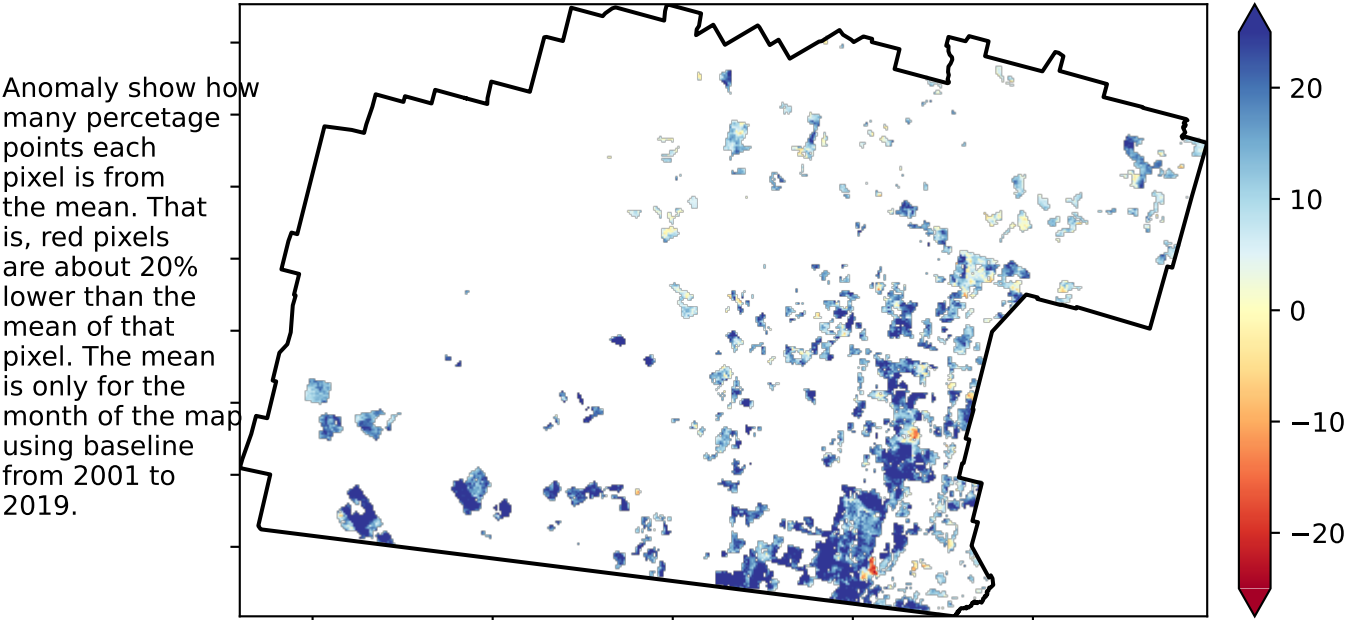 Anomaly show how
many percetage
points each
pixel is from
the mean. That
is, red pixels
are about 20%
lower than the
mean of that
pixel. The mean
is only for the
month of the map
using baseline
from 2001 to
2019.
20
10
0
−10
−20